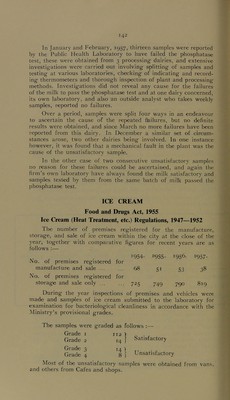 142
In January and February, 1957, thirteen samples were reported
by the Public Health Laboratory to have failed the phosphatase
test, these were obtained from 3 processing dairies, and extensive
investigations were carried out involving splitting of samples and
testing at various laboratories, checking of indicating and record-
ing thermometers and thorough inspection of plant and processing
methods. Investigations did not reveal any cause for the failures
of the milk to pass the phosphatase test and at one dairy concerned,
its own laboratory, and also an outside analyst who takes weekly
samples, reported no failures.
Over a period, samples were split four ways in an endeavour
to ascertain the cause of the repeated failures, but no definite
results were obtained, and since March no more failures have been
reported from this dairy. In December a similar set of circum-
stances arose, two other dairies being involved. In one instance
however, it was found that a mechanical fault in the plant was the
cause of the unsatisfactory sample.
In the other case of two consecutive unsatisfactory samples
no reason for these failures could be ascertained, and again the
firm's own laboratory have always found the milk satisfactory and
samples tested by them from the same batch of milk passed the
phosphatase test.
ICE CREAM
Food and Drugs Act, 1955
Ice Cream (Heat Treatment, etc.) Regulations, 1947—1952
The number of premises registered for the manufacture,
storage, and sale of ice cream within the city at the close of the
year, together with comparative figures for recent years are as
follows :—
1954. 1955. 1956. 1957.
No. of premises registered for
manufacture and sale ... 66 51 53 38
No. of premises registered for
storage and sale only ... ... 725 749 790 819
During the year inspections of premises and vehicles were
made and samples of ice cream submitted to the laboratory for
examination for bacteriological cleanliness in accordance with the
Ministry's provisional grades.
The samples were graded as follows :—
Grade 1 112
Grade 2 14 Satisfactory
Grade 3 14
Grade 4 8 Unsatisfactory
Most of the unsatisfactory samples were obtained from vans,
and others from Cafes and shops.